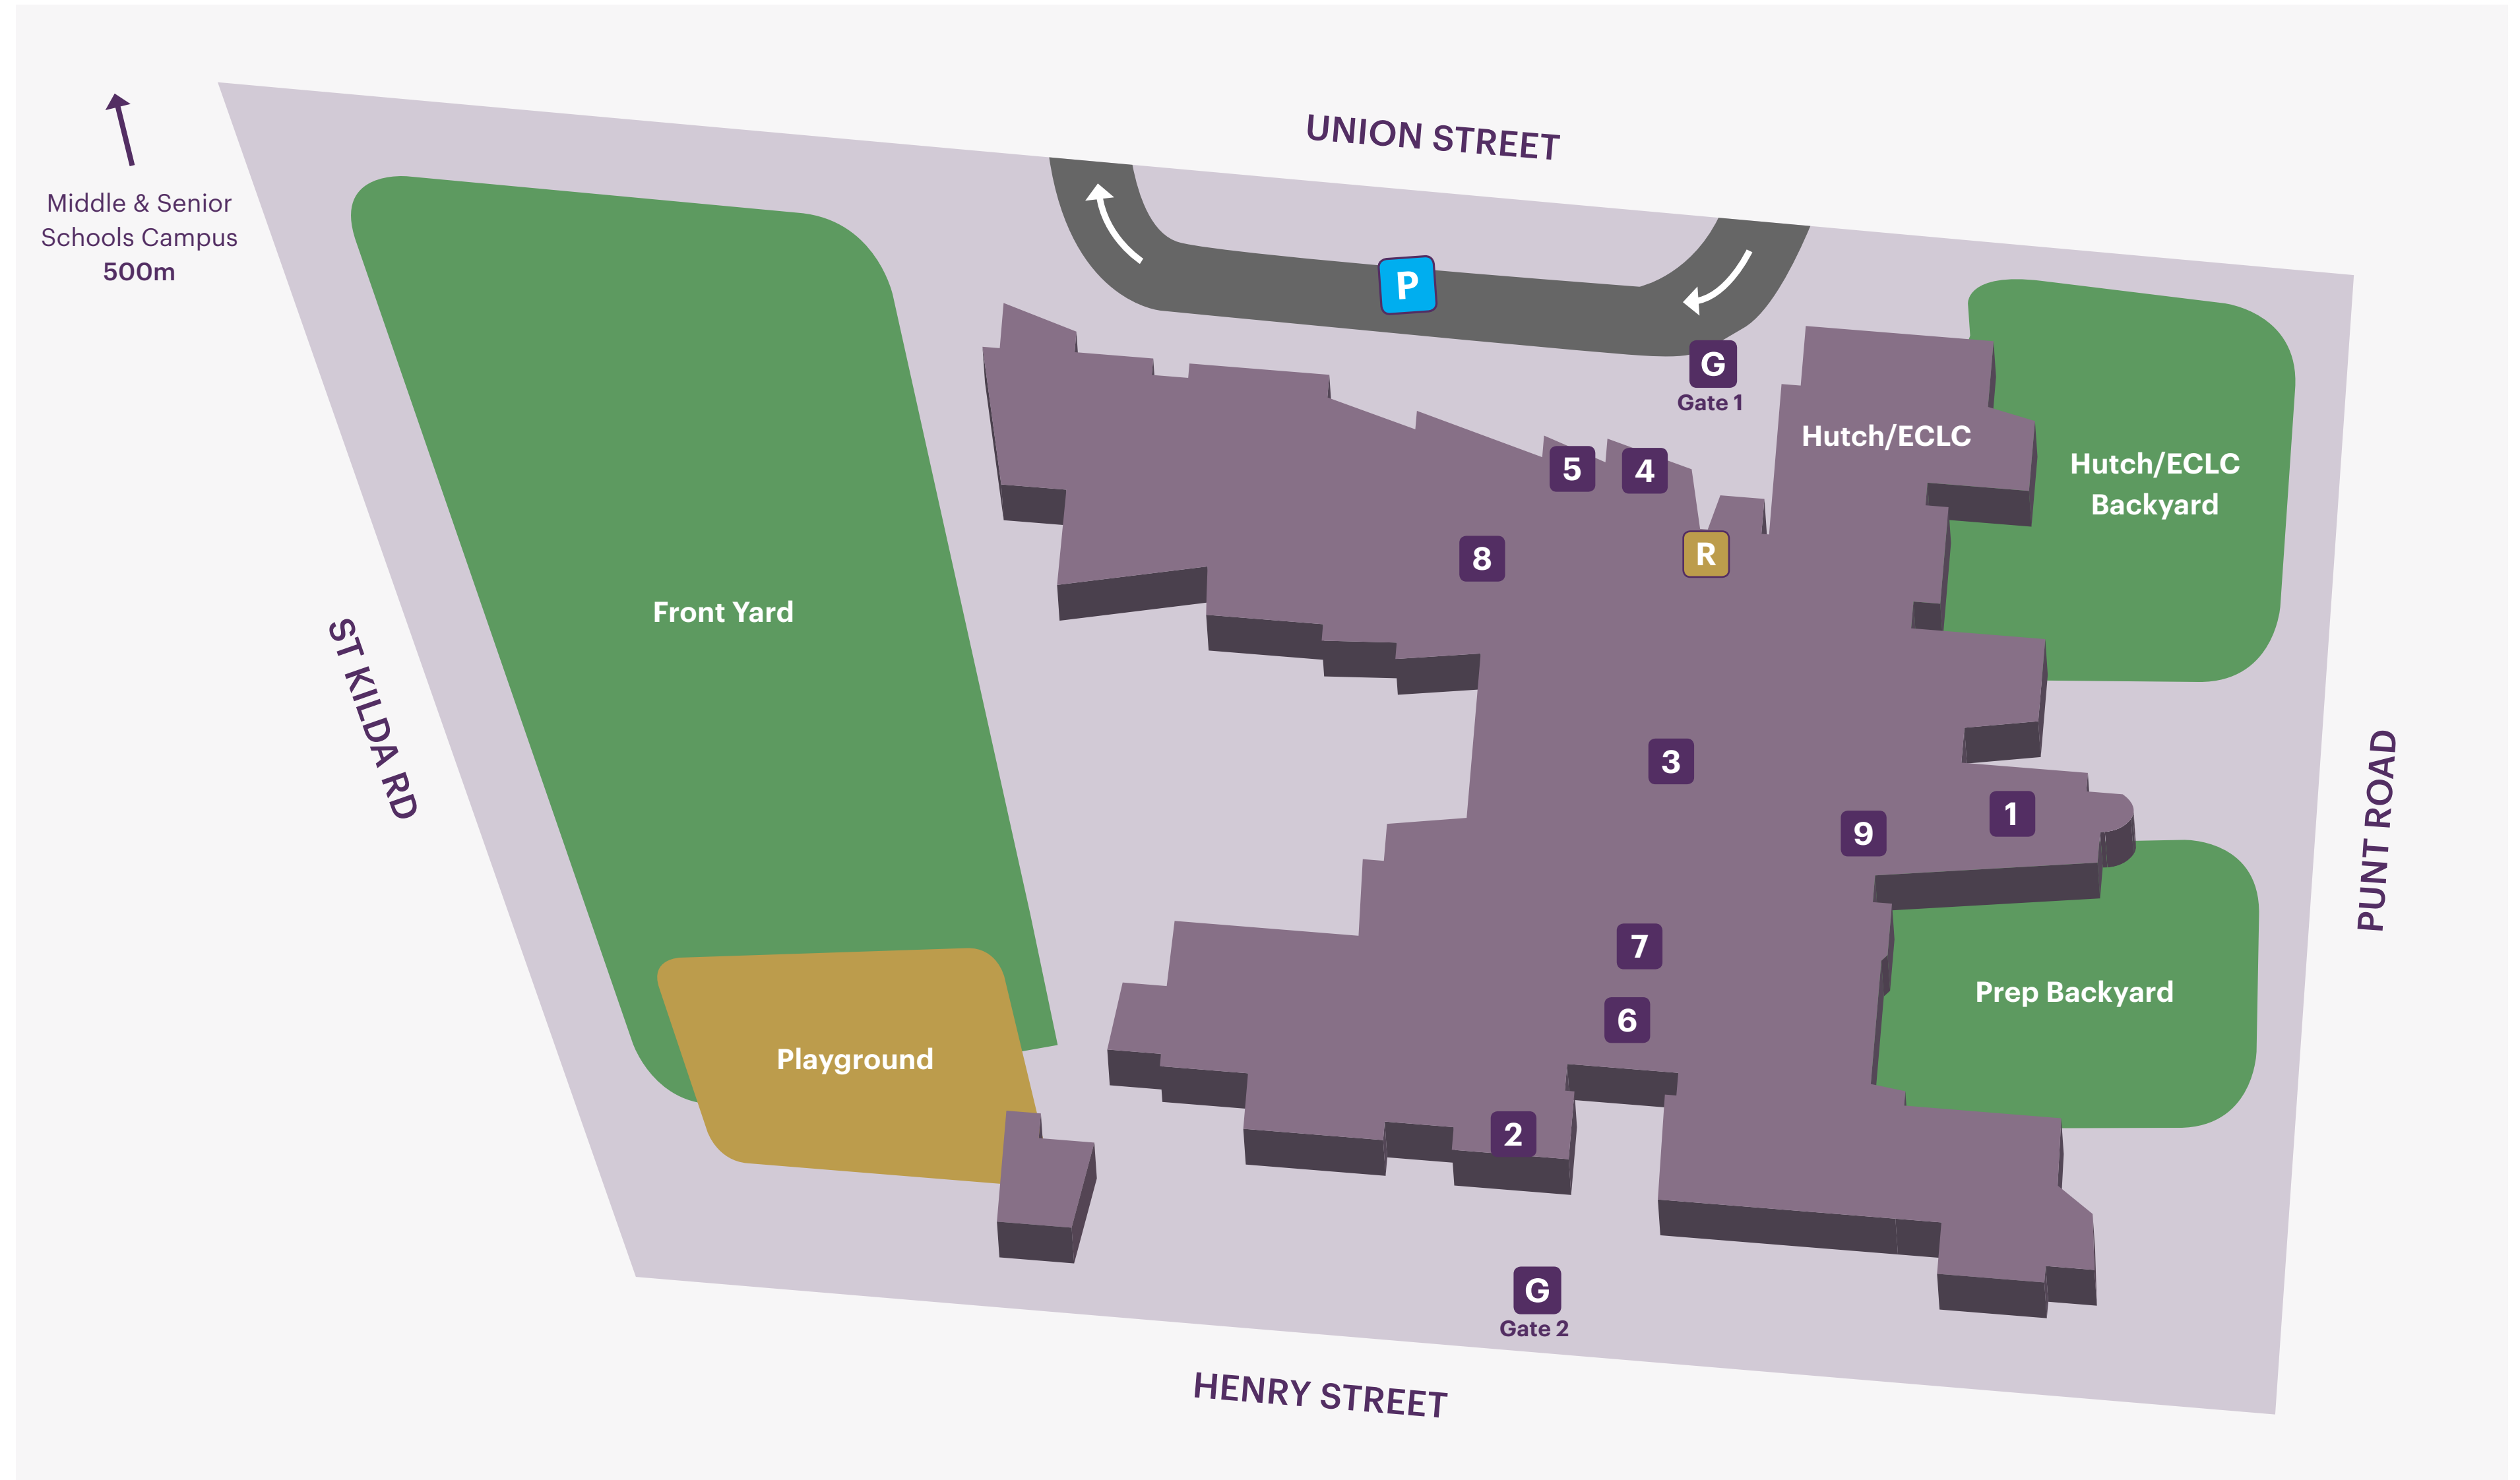 UNION STREET
Middle & Senior
Schools Campus
500m
P
G
Gate 1
Hutch/ECLC
Hutch/ECLC
Backyard
5
4
8
R
Front Yard
ST KILDA RD
3
1
9
PUNT ROAD
7
Prep Backyard
6
Playground
2
G
Gate 2
HENRY STREET